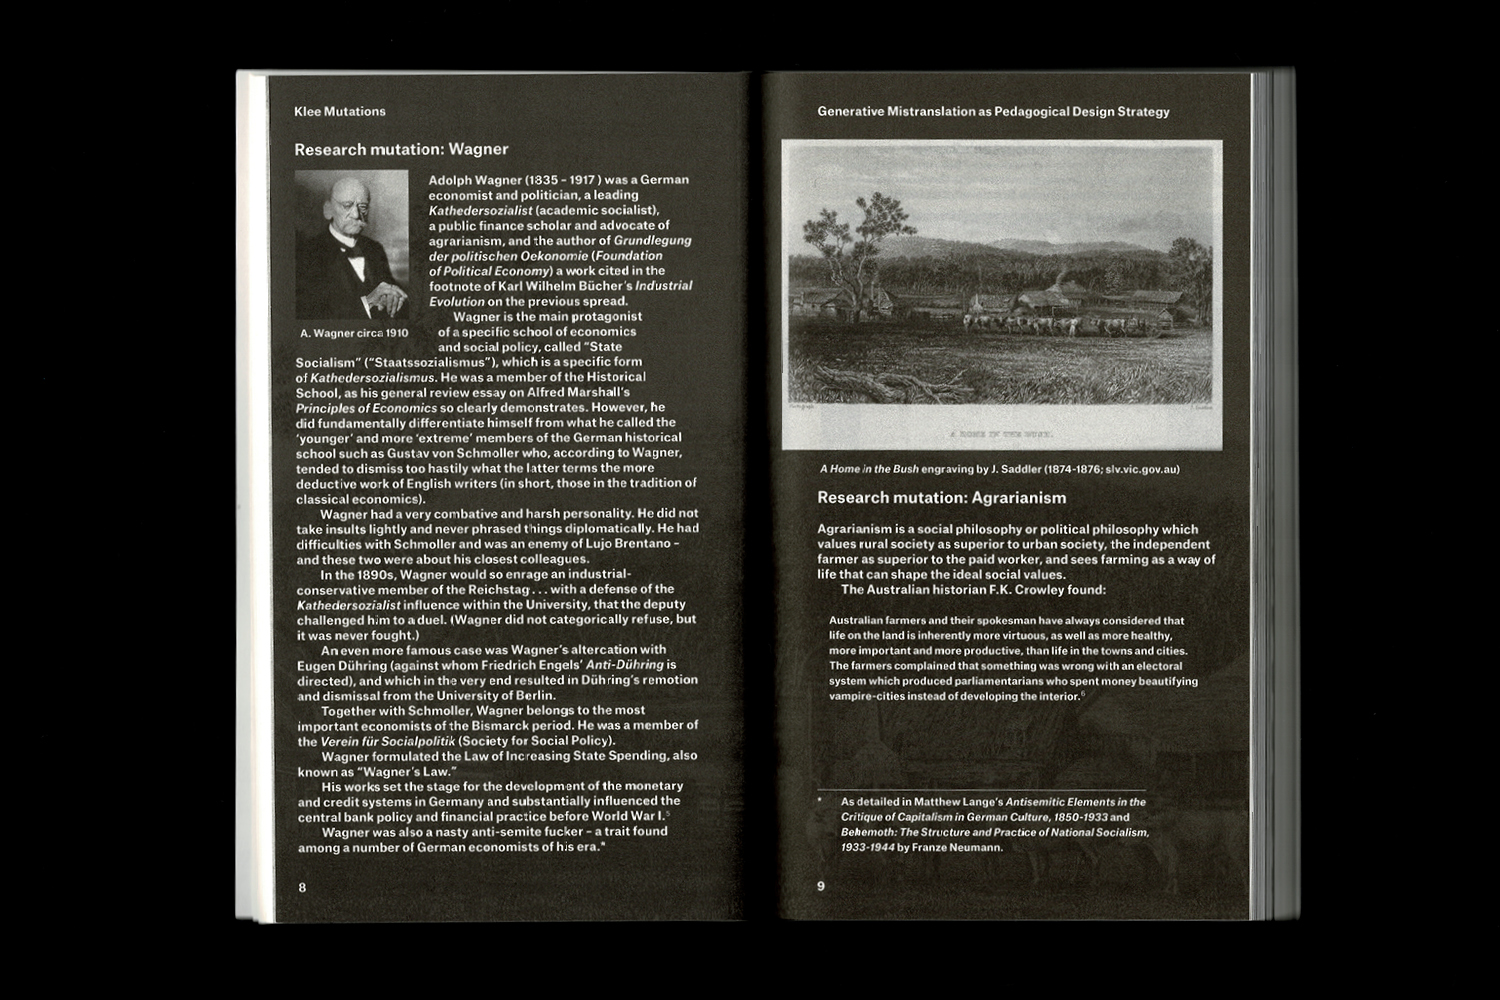 Klee Mutations
Research mutation: Wagner
A. Wagner circa 1910
Adolph Wagner (1835 – 1917 ) was a German
economist and politician, a leading
Kathedersozialist (academic socialist),
a public finance scholar and advocate of
agrarianism, and the author of Grundlegung
der politischen Oekonomie (Foundation
of Political Economy) a work cited in the
footnote of Karl Wilhelm Bücher's Industrial
Evolution on the previous spread.
Wagner is the main protagonist
of a specific school of economics
and social policy, called “State
Socialism” (“Staatssozialismus”), which is a specific form
of Kathedersozialismus. He was a member of the Historical
School, as his general review essay on Alfred Marshall's
Principles of Economics so clearly demonstrates. However, he
did fundamentally differentiate himself from what he called the
‘younger’ and more ‘extreme’ members of the German historical
school such as Gustav von Schmoller who, according to Wagner,
tended to dismiss too hastily what the latter terms the more
deductive work of English writers (in short, those in the tradition of
classical economics).
Wagner had a very combative and harsh personality. He did not
take insults lightly and never phrased things diplomatically. He had
difficulties with Schmoller and was an enemy of Lujo Brentano –
and these two were about his closest colleagues.
In the 1890s, Wagner would so enrage an industrial-
conservative member of the Reichstag . . . with a defense of the
Kathedersozialist influence within the University, that the deputy
challenged him to a duel. (Wagner did not categorically refuse, but
it was never fought.)
An even more famous case was Wagner's altercation with
Eugen Dühring (against whom Friedrich Engels’ Anti-Dühring is
directed), and which in the very end resulted in Dühring's remotion
and dismissal from the University of Berlin.
Together with Schmoller, Wagner belongs to the most
important economists of the Bismarck period. He was a member of
the Verein für Socialpolitik (Society for Social Policy).
Wagner formulated the Law of Increasing State Spending, also
known as “Wagner's Law.”
His works set the stage for the development of the monetary
and credit systems in Germany and substantially influenced the
central bank policy and financial practice before World War I.⁵
Wagner was also a nasty anti-semite fucker – a trait found
among a number of German economists of his era.*
8
Generative Mistranslation as Pedagogical Design Strategy
A HOME IN THE BUSH.
A Home in the Bush engraving by J. Saddler (1874-1876; slv.vic.gov.au)
Research mutation: Agrarianism
Agrarianism is a social philosophy or political philosophy which
values rural society as superior to urban society, the independent
farmer as superior to the paid worker, and sees farming as a way of
life that can shape the ideal social values.
The Australian historian F.K. Crowley found:
Australian farmers and their spokesman have always considered that
life on the land is inherently more virtuous, as well as more healthy,
more important and more productive, than life in the towns and cities.
The farmers complained that something was wrong with an electoral
system which produced parliamentarians who spent money beautifying
vampire-cities instead of developing the interior.⁶
* As detailed in Matthew Lange's Antisemitic Elements in the
Critique of Capitalism in German Culture, 1850-1933 and
Behemoth: The Structure and Practice of National Socialism,
1933-1944 by Franze Neumann.
9